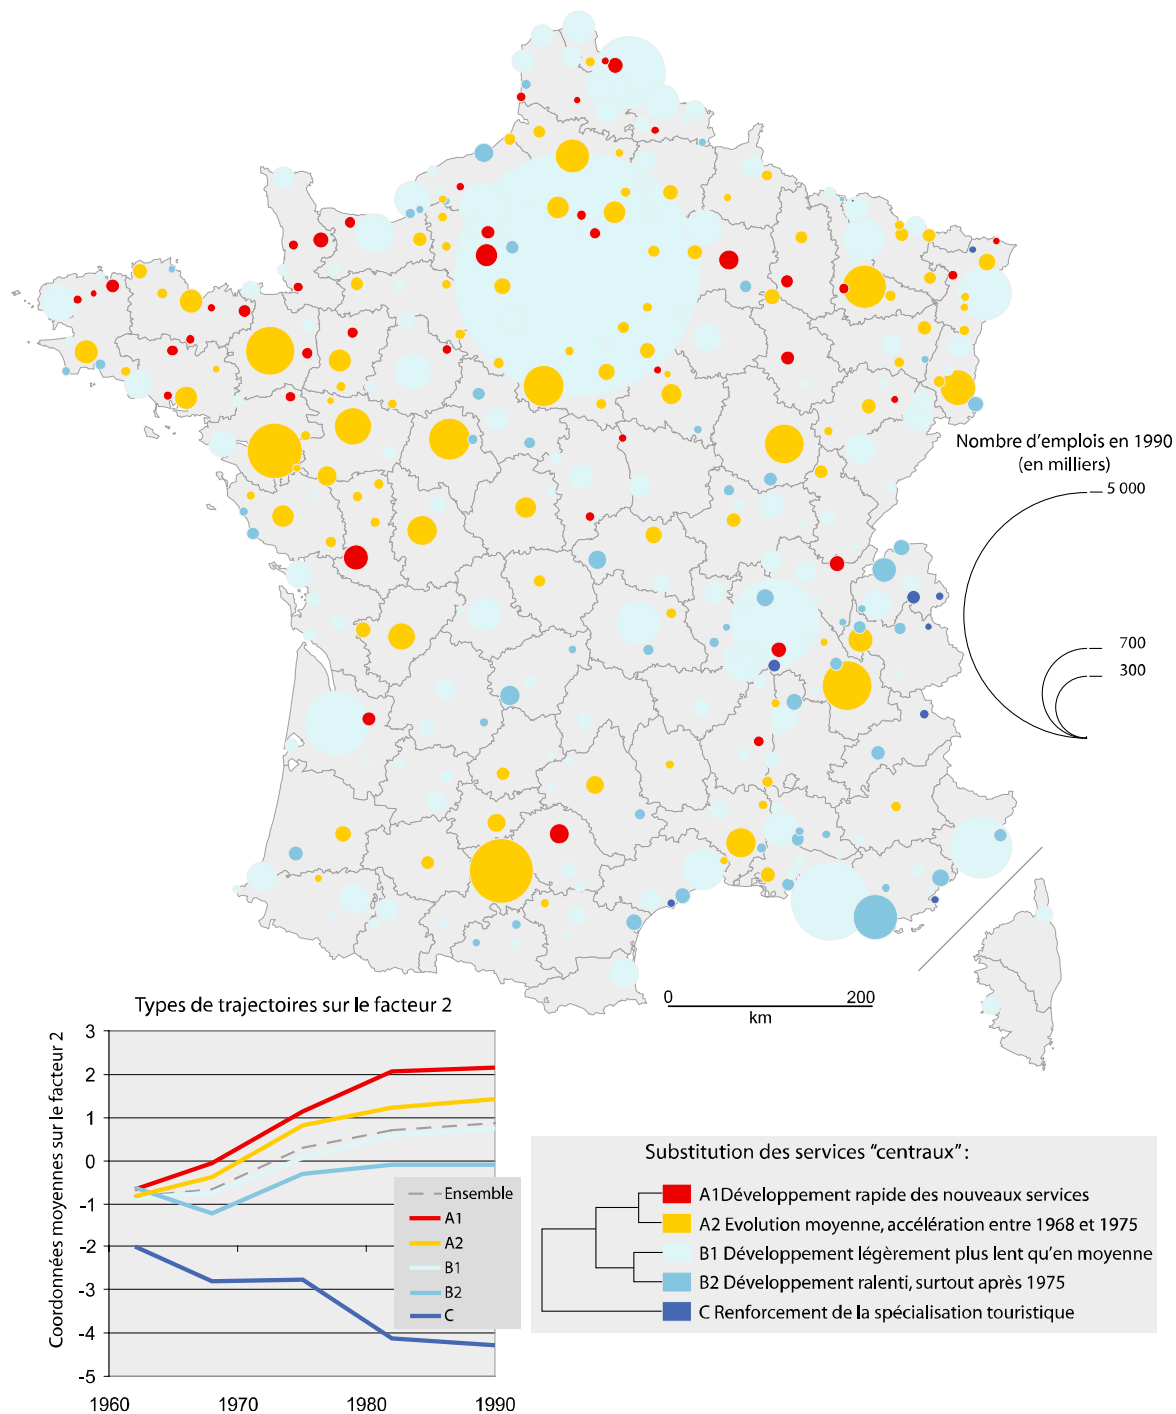 Nombre d'emplois en 1990
(en milliers)
5 000
700
300
0 200
km
Types de trajectoires sur le facteur 2
Coordonnées moyennes sur le facteur 2
3
2
1
0
-1
-2
-3
-4
-5
1960 1970 1980 1990
Ensemble
A1
A2
B1
B2
C
Substitution des services "centraux" :
A1 Développement rapide des nouveaux services
A2 Evolution moyenne, accélération entre 1968 et 1975
B1 Développement légèrement plus lent qu'en moyenne
B2 Développement ralenti, surtout après 1975
C Renforcement de la spécialisation touristique